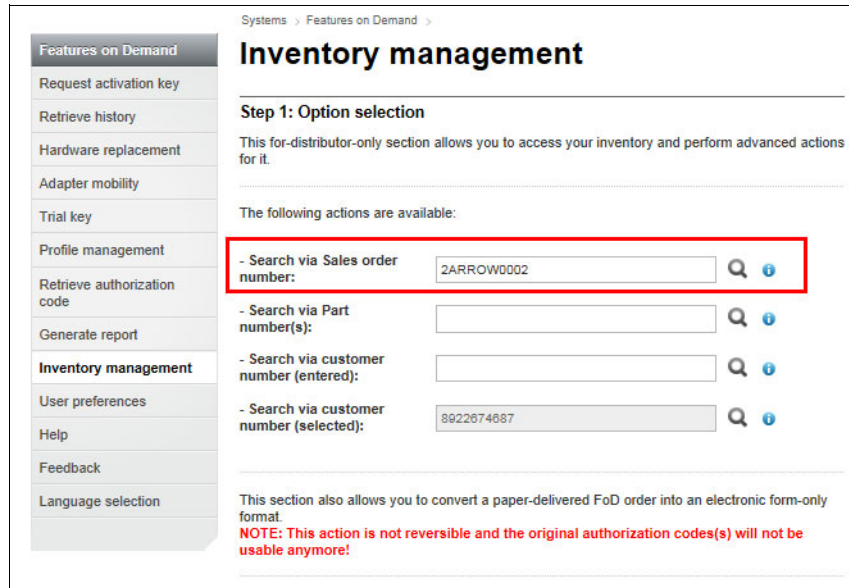 Systems > Features on Demand >
Features on Demand
Request activation key
Retrieve history
Hardware replacement
Adapter mobility
Trial key
Profile management
Retrieve authorization
code
Generate report
Inventory management
User preferences
Help
Feedback
Language selection
Inventory management
Step 1: Option selection
This for-distributor-only section allows you to access your inventory and perform advanced actions
for it.
The following actions are available:
- Search via Sales order
number:
2ARROW0002
- Search via Part
number(s):
- Search via customer
number (entered):
- Search via customer
number (selected):
8922674687
This section also allows you to convert a paper-delivered FoD order into an electronic form-only
format.
NOTE: This action is not reversible and the original authorization codes(s) will not be
usable anymore!